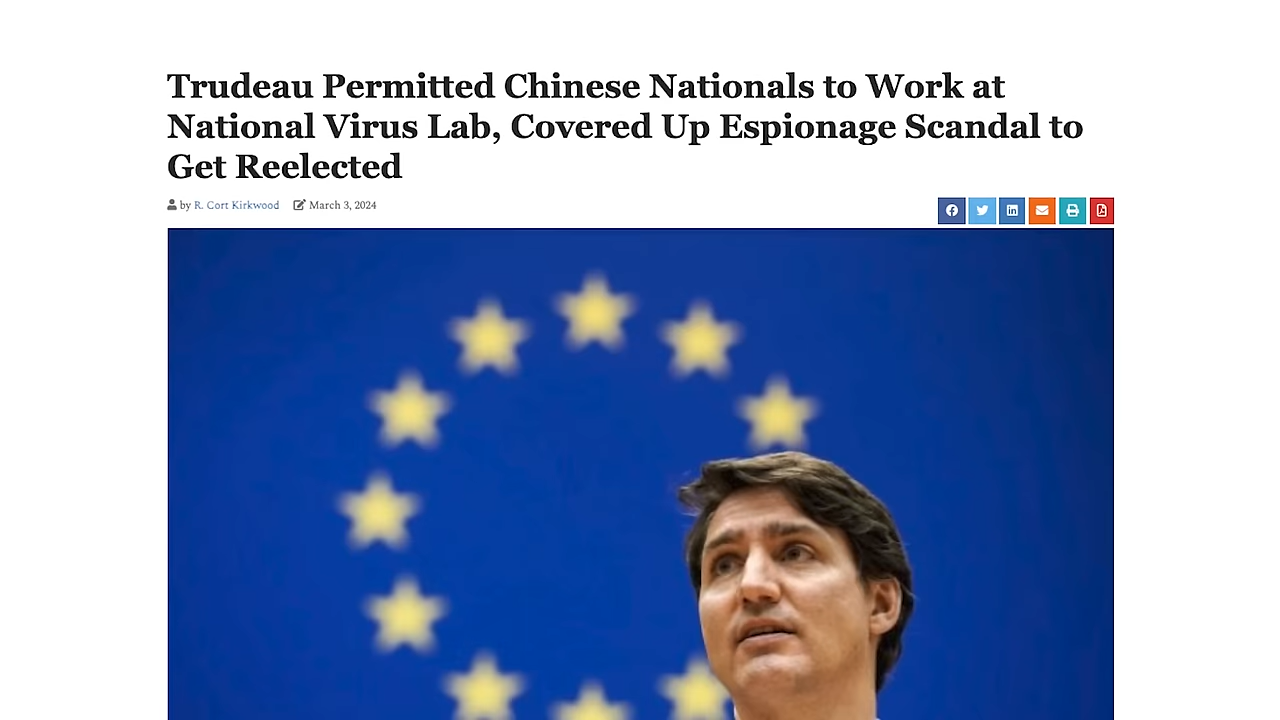 Trudeau Permitted Chinese Nationals to Work at
National Virus Lab, Covered Up Espionage Scandal to
Get Reelected
by R. Cort Kirkwood March 3, 2024